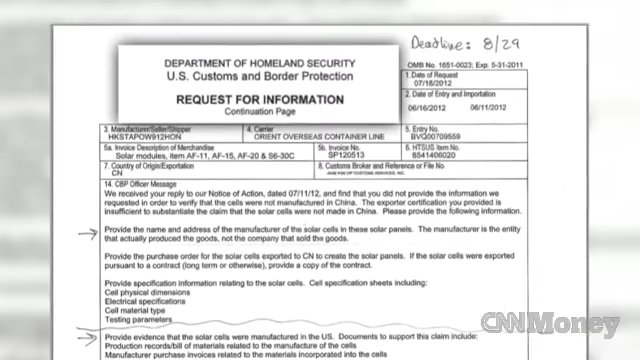 Deadline: 8/29
DEPARTMENT OF HOMELAND SECURITY
U.S. Customs and Border Protection
REQUEST FOR INFORMATION
Continuation Page
OMB No. 1651-0023; Exp. 5-31-2011
1. Date of Request
07/18/2012
2. Date of Entry and Importation
06/16/2012 06/11/2012
3. Manufacturer/Seller/Shipper
HKSTAPOW912HON
4. Carrier
ORIENT OVERSEAS CONTAINER LINE
5. Entry No.
BVQ00709559
5a. Invoice Description of Merchandise
Solar modules, item AF-11, AF-15, AF-20 & S6-30C
5b. Invoice No.
SP120513
6. HTSUS Item No.
8541406020
7. Country of Origin/Exportation
CN
8. Customs Broker and Reference or File No.
14. CBP Officer Message
We received your reply to our Notice of Action, dated 07/11/12, and find that you did not provide the information we
requested in order to verify that the cells were not manufactured in China. The exporter certification you provided is
insufficient to substantiate the claim that the solar cells were not made in China. Please provide the following information.
Provide the name and address of the manufacturer of the solar cells in these solar panels. The manufacturer is the entity
that actually produced the goods, not the company that sold the goods.
Provide the purchase order for the solar cells exported to CN to create the solar panels. If the solar cells were exported
pursuant to a contract (long term or otherwise), provide a copy of the contract.
Provide specification information relating to the solar cells. Cell specification sheets including:
Cell physical dimensions
Electrical specifications
Cell material type
Testing parameters
Provide evidence that the solar cells were manufactured in the US. Documents to support this claim include:
Production records/bill of materials related to the manufacture of the cells
Manufacturer purchase invoices related to the materials incorporated into the cells
CNNMoney